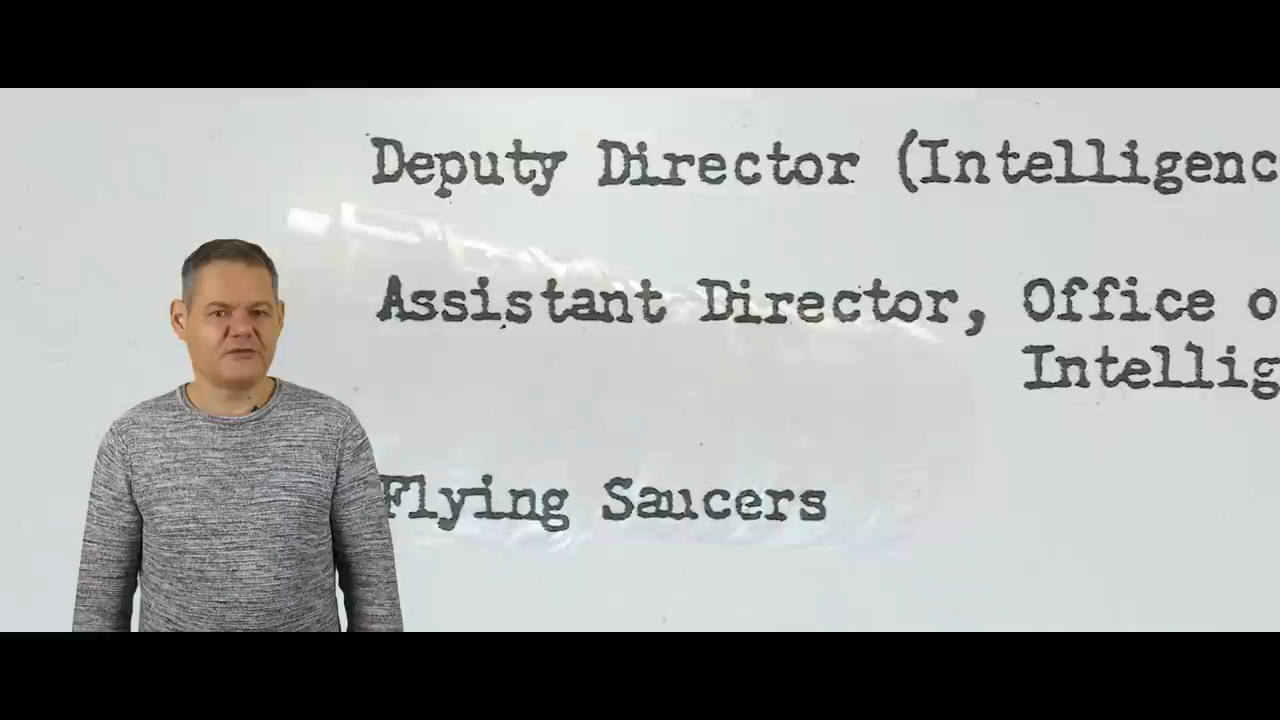 Deputy Director (Intelligenc
Assistant Director, Office o
Intellig
Flying Saucers